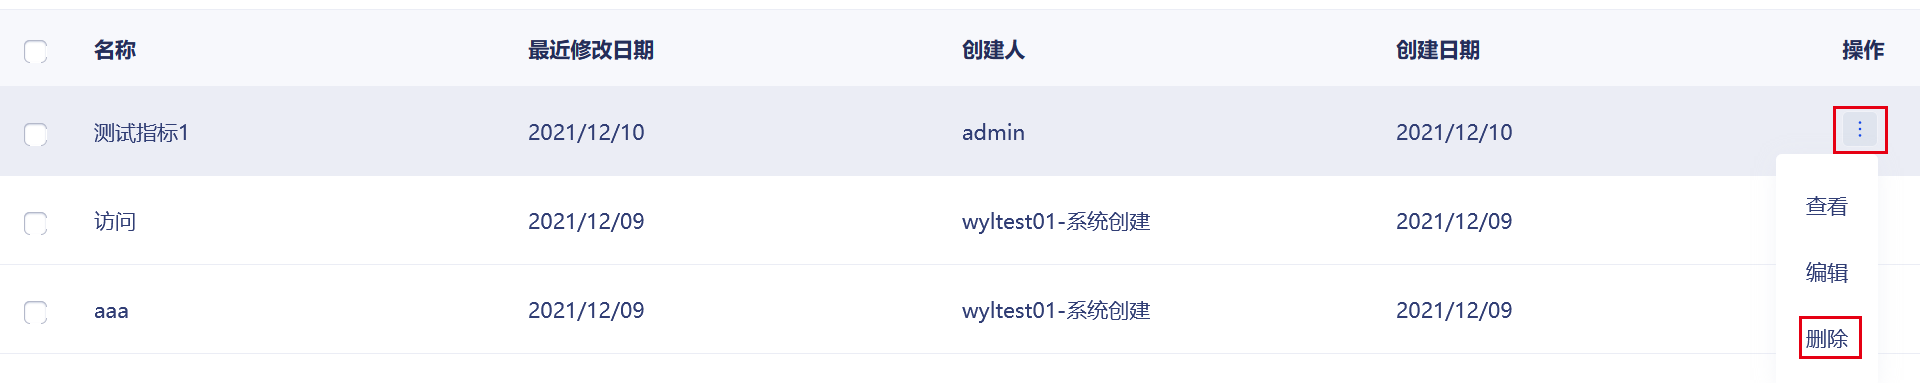 名称 最近修改日期 创建人 创建日期 操作
测试指标1 2021/12/10 admin 2021/12/10
访问 2021/12/09 wyltest01-系统创建 2021/12/09
查看
编辑
aaa 2021/12/09 wyltest01-系统创建 2021/12/09
删除